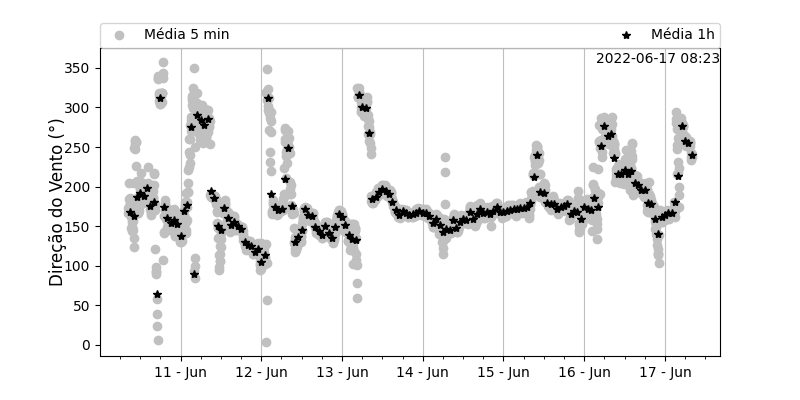 Média 5 min
Média 1h
2022-06-17 08:23
Direção do Vento (°)
350
300
250
200
150
100
50
0
11 - Jun
12 - Jun
13 - Jun
14 - Jun
15 - Jun
16 - Jun
17 - Jun